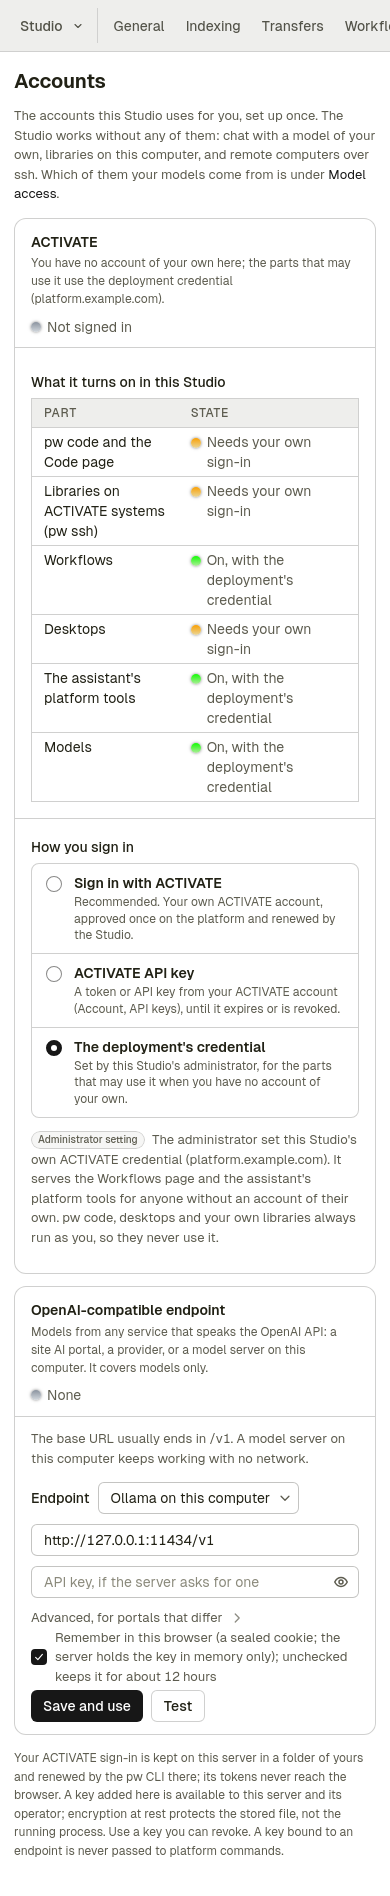 Studio General Indexing Transfers Workfl
Accounts
The accounts this Studio uses for you, set up once. The
Studio works without any of them: chat with a model of your
own, libraries on this computer, and remote computers over
ssh. Which of them your models come from is under Model
access.
ACTIVATE
You have no account of your own here; the parts that may
use it use the deployment credential
(platform.example.com).
Not signed in
What it turns on in this Studio
PART STATE
pw code and the Needs your own
Code page sign-in
Libraries on Needs your own
ACTIVATE systems sign-in
(pw ssh)
Workflows On, with the
deployment's
credential
Desktops Needs your own
sign-in
The assistant's On, with the
platform tools deployment's
credential
Models On, with the
deployment's
credential
How you sign in
Sign in with ACTIVATE
Recommended. Your own ACTIVATE account,
approved once on the platform and renewed by
the Studio.
ACTIVATE API key
A token or API key from your ACTIVATE account
(Account, API keys), until it expires or is revoked.
The deployment's credential
Set by this Studio's administrator, for the parts
that may use it when you have no account of
your own.
Administrator setting The administrator set this Studio's
own ACTIVATE credential (platform.example.com). It
serves the Workflows page and the assistant's
platform tools for anyone without an account of their
own. pw code, desktops and your own libraries always
run as you, so they never use it.
OpenAI-compatible endpoint
Models from any service that speaks the OpenAI API: a
site AI portal, a provider, or a model server on this
computer. It covers models only.
None
The base URL usually ends in /v1. A model server on
this computer keeps working with no network.
Endpoint Ollama on this computer
http://127.0.0.1:11434/v1
API key, if the server asks for one
Advanced, for portals that differ
Remember in this browser (a sealed cookie; the
server holds the key in memory only); unchecked
keeps it for about 12 hours
Save and use Test
Your ACTIVATE sign-in is kept on this server in a folder of yours
and renewed by the pw CLI there; its tokens never reach the
browser. A key added here is available to this server and its
operator; encryption at rest protects the stored file, not the
running process. Use a key you can revoke. A key bound to an
endpoint is never passed to platform commands.